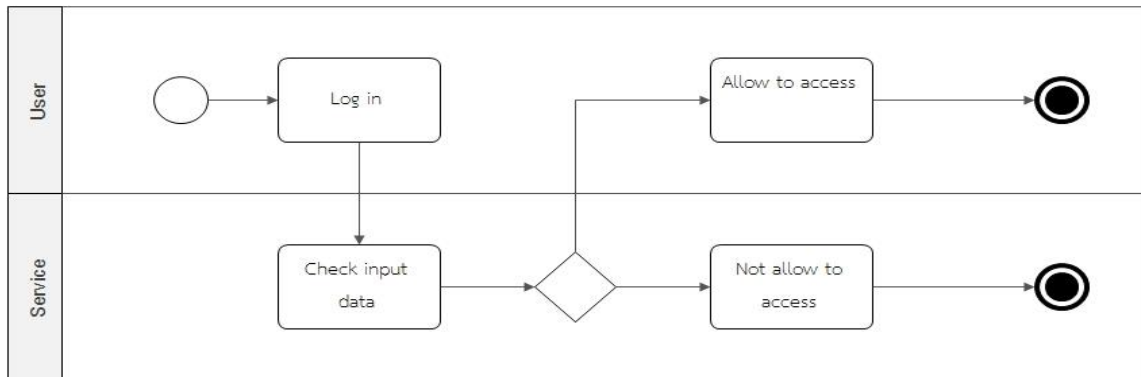 User
Log in
Allow to access
Service
Check input
data
Not allow to
access